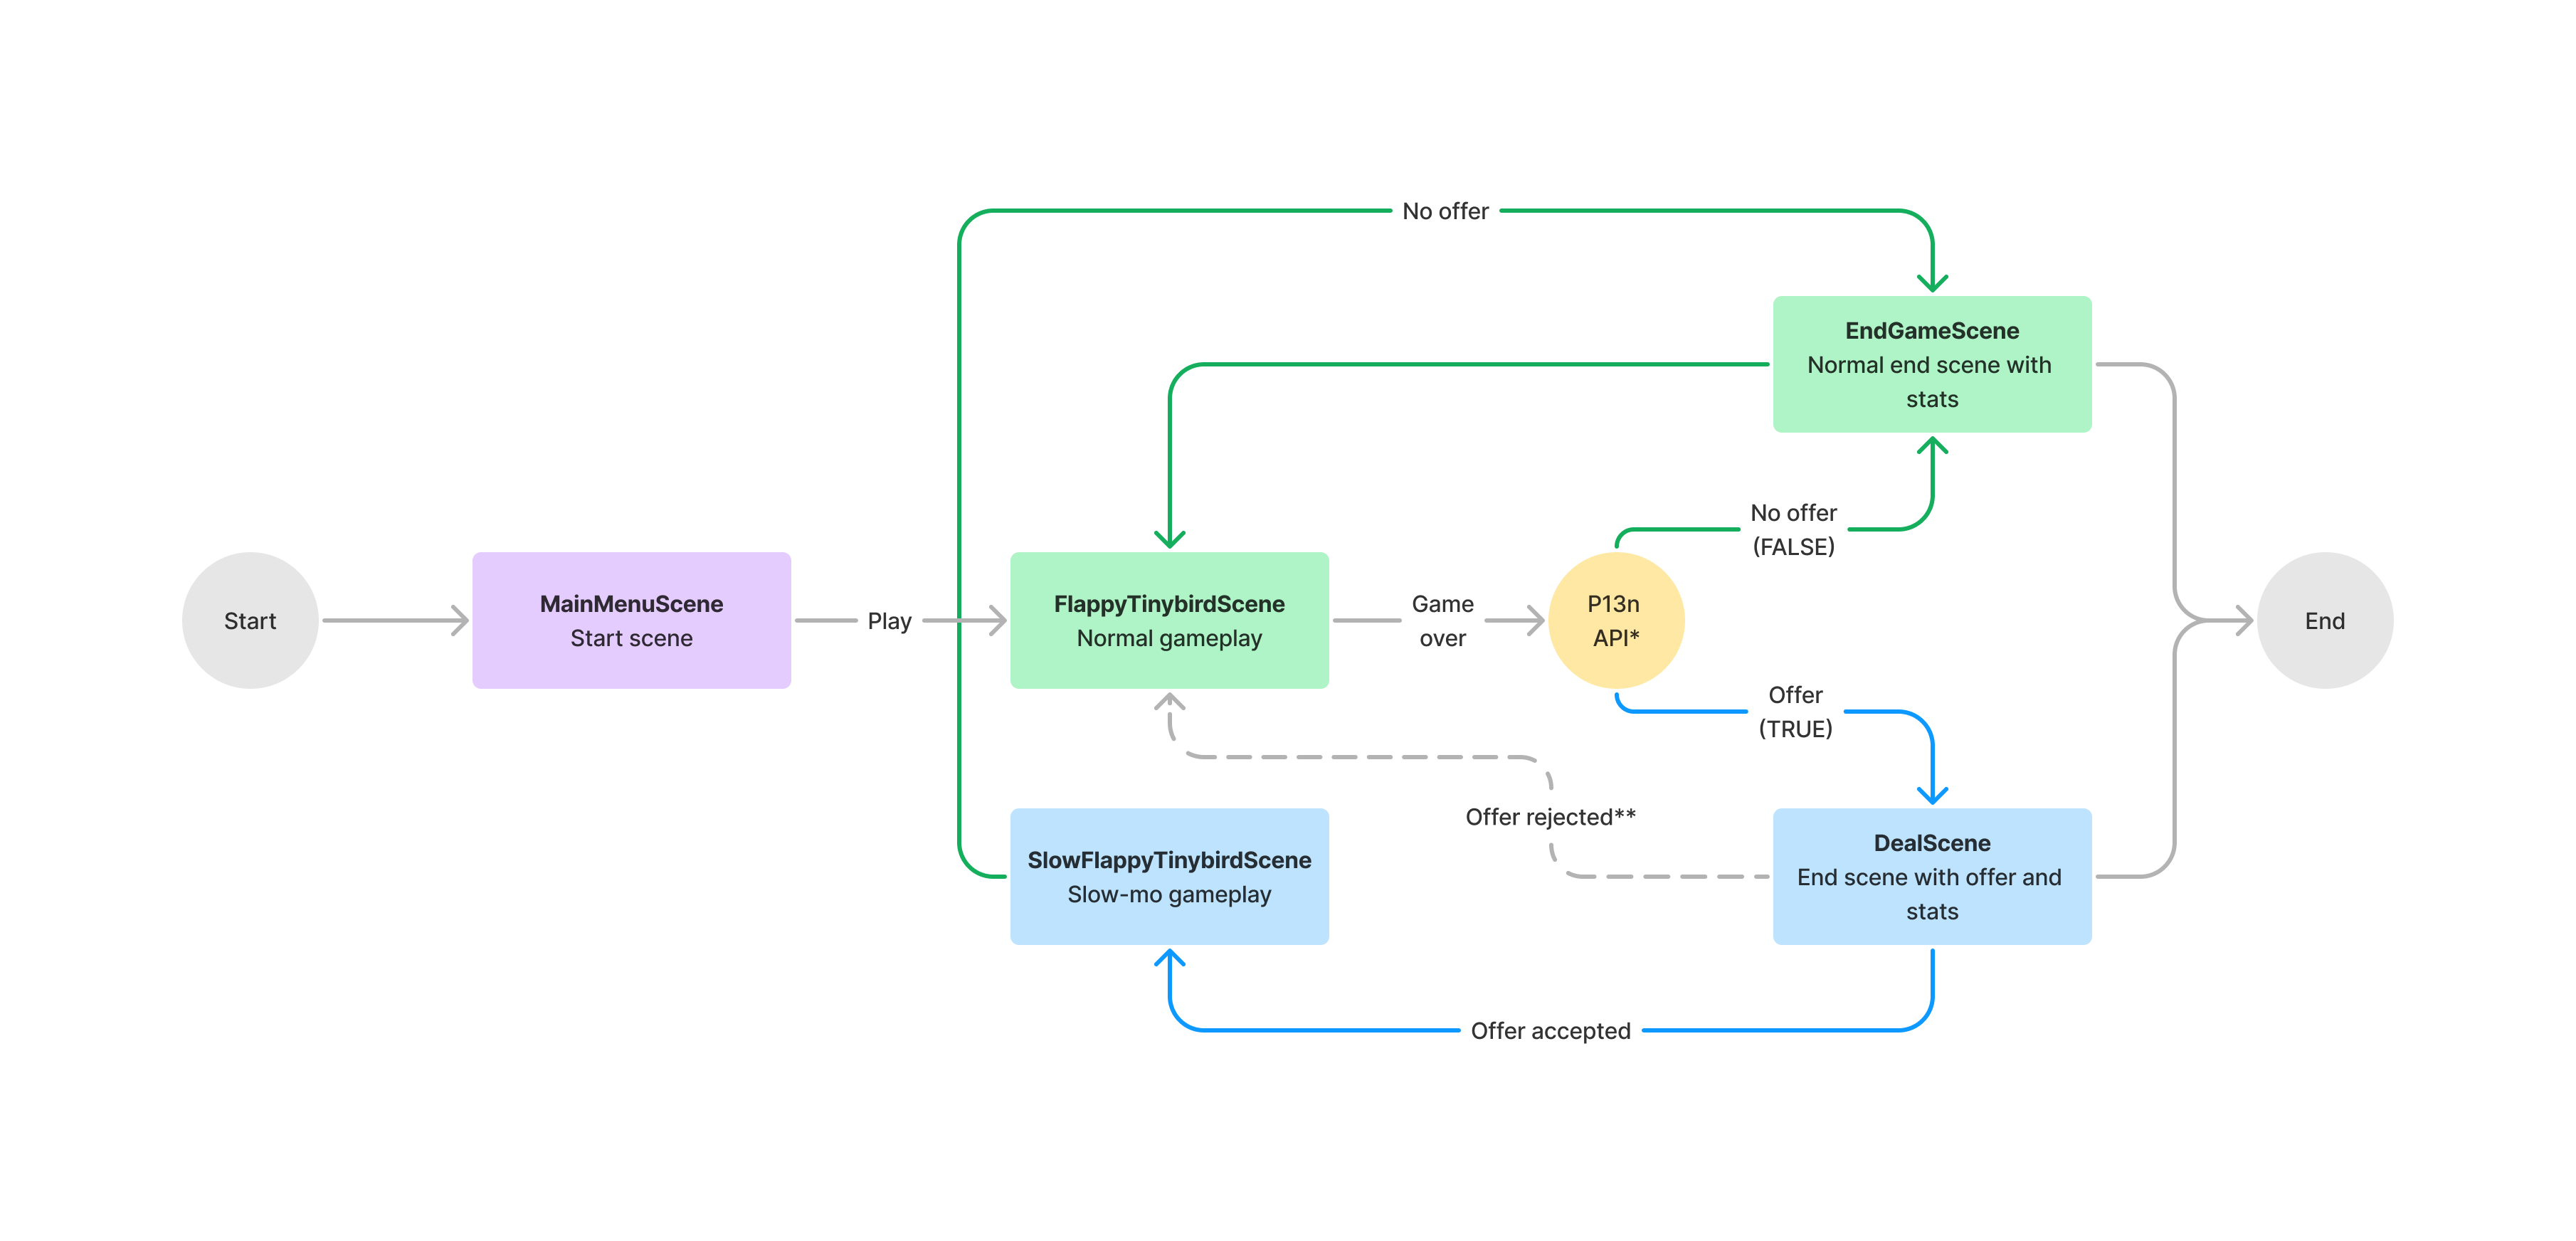 No offer
EndGameScene
Normal end scene with
stats
No offer
(FALSE)
Start
MainMenuScene
Start scene
Play
FlappyTinybirdScene
Normal gameplay
Game
over
P13n
API*
End
Offer
(TRUE)
Offer rejected**
SlowFlappyTinybirdScene
Slow-mo gameplay
DealScene
End scene with offer and
stats
Offer accepted